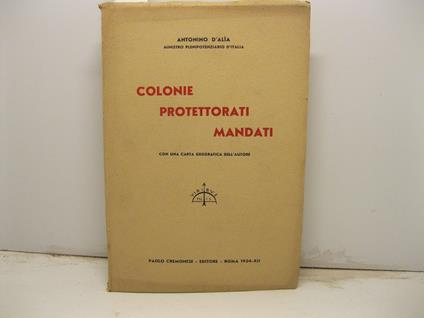 ANTONINO D'ALÌA
MINISTRO PLENIPOTENZIARIO D'ITALIA
COLONIE
PROTETTORATI
MANDATI
CON UNA CARTA GEOGRAFICA DELL'AUTORE
PAOLO CREMONESE - EDITORE - ROMA 1934-XII